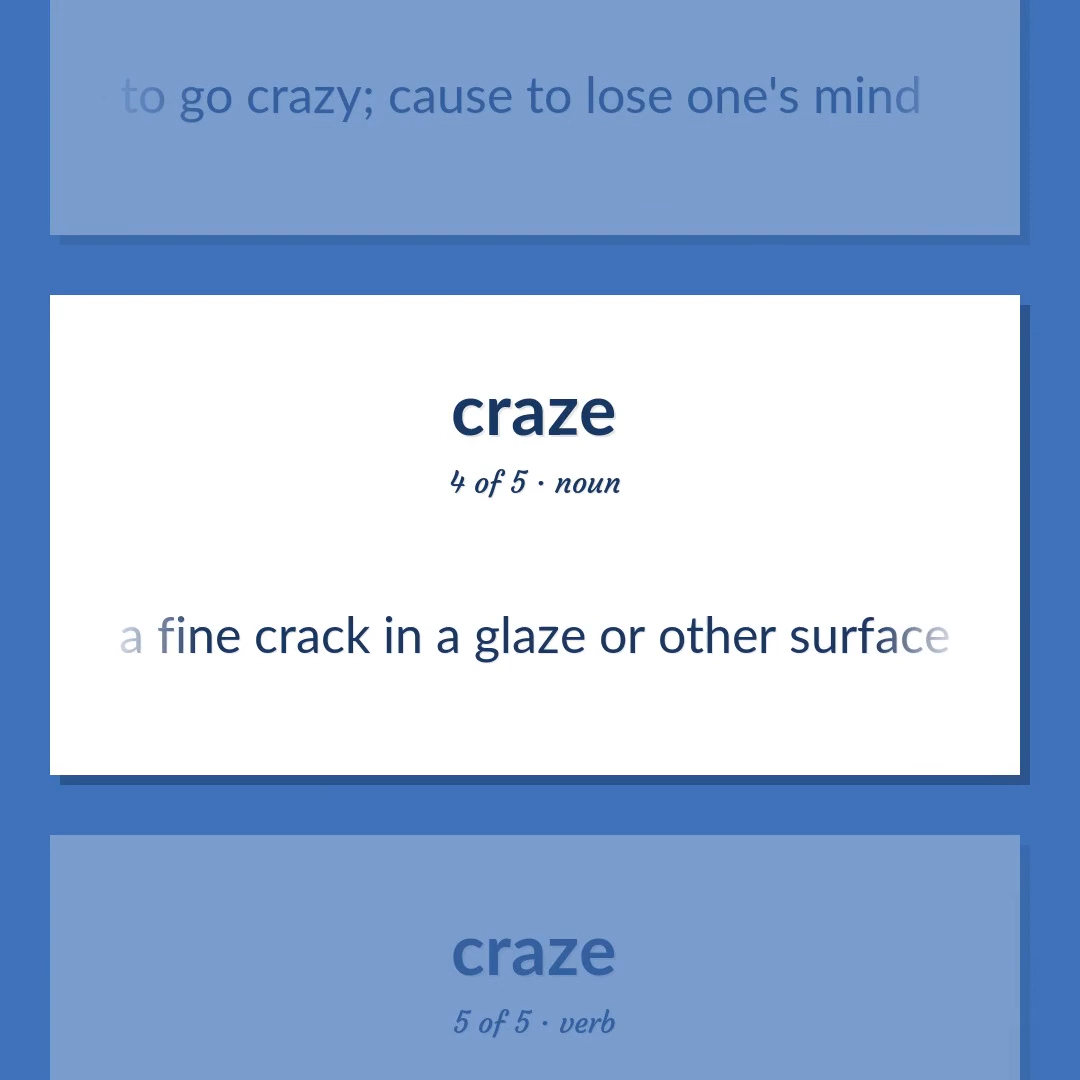 to go crazy; cause to lose one's mind
craze
4 of 5 · noun
a fine crack in a glaze or other surface
craze
5 of 5 · verb